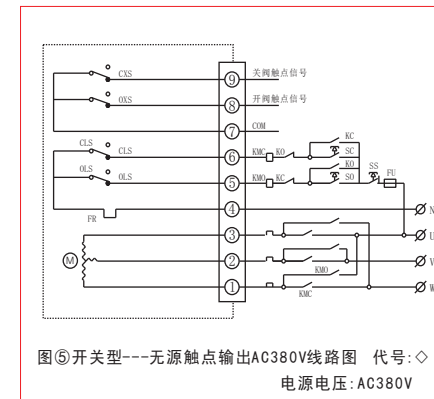 CXS ⑨ 关阀触点信号
OXS ⑧ 开阀触点信号
⑦ COM
KC
CLS CLS ⑥ KMC KO SC
KO
OLS OLS ⑤ KMO KC SO SS FU
FR ④ N
③ U
M ② V
KMO
① KMC W
图⑤开关型---无源触点输出AC380V线路图 代号:◇
电源电压:AC380V